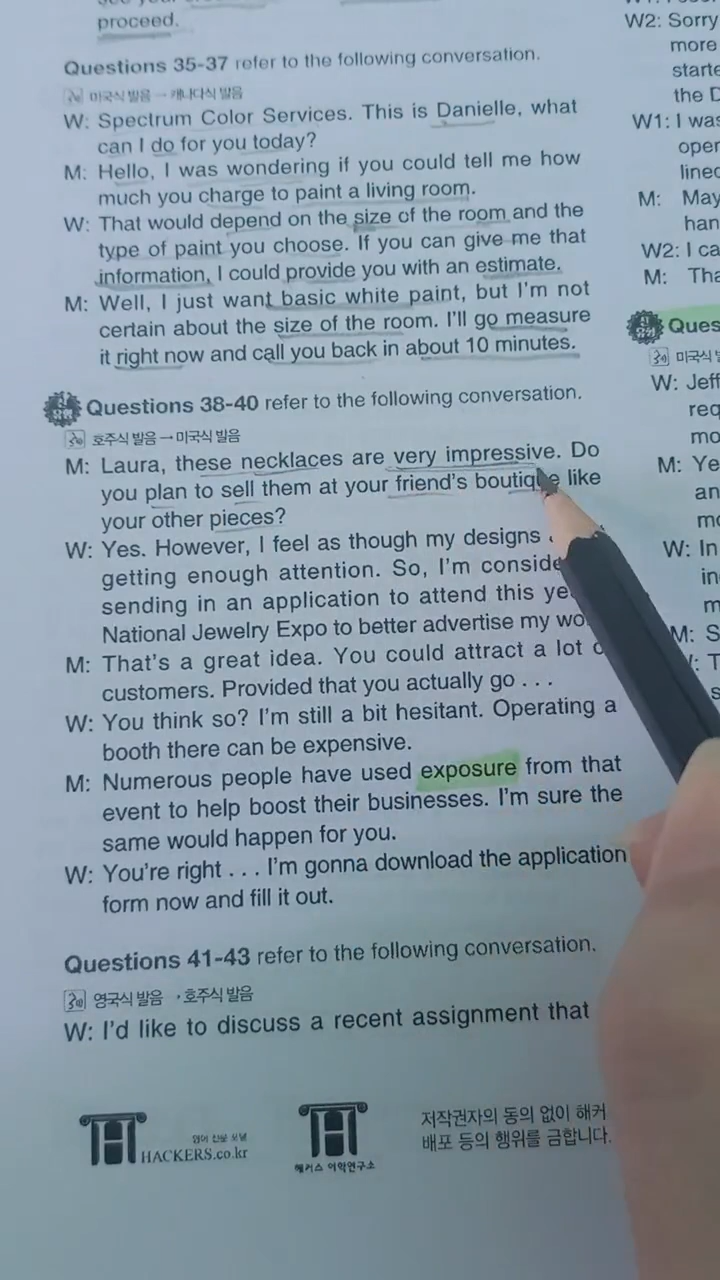 proceed.
Questions 35-37 refer to the following conversation.
미국식 발음 → 캐나다식 발음
W: Spectrum Color Services. This is Danielle, what
can I do for you today?
M: Hello, I was wondering if you could tell me how
much you charge to paint a living room.
W: That would depend on the size of the room and the
type of paint you choose. If you can give me that
information, I could provide you with an estimate.
M: Well, I just want basic white paint, but I'm not
certain about the size of the room. I'll go measure
it right now and call you back in about 10 minutes.
Questions 38-40 refer to the following conversation.
호주식 발음 → 미국식 발음
M: Laura, these necklaces are very impressive. Do
you plan to sell them at your friend's boutique like
your other pieces?
W: Yes. However, I feel as though my designs
getting enough attention. So, I'm
sending in an application to attend this
National Jewelry Expo to better advertise my
M: That's a great idea. You could attract a lot
customers. Provided that you actually go . . .
W: You think so? I'm still a bit hesitant. Operating a
booth there can be expensive.
M: Numerous people have used exposure from that
event to help boost their businesses. I'm sure the
same would happen for you.
W: You're right . . . I'm gonna download the application
form now and fill it out.
Questions 41-43 refer to the following conversation.
영국식 발음 → 호주식 발음
W: I'd like to discuss a recent assignment that
HACKERS.co.kr
해커스 어학연구소
저작권자의 동의 없이 해커
배포 등의 행위를 금합니다.
W2: Sorry
more
the
W1: I was
M: May
W2: I ca
M: Tha
Ques
미국식
W: Jeff
req
mo
M: Ye
an
W: In
in
M: S